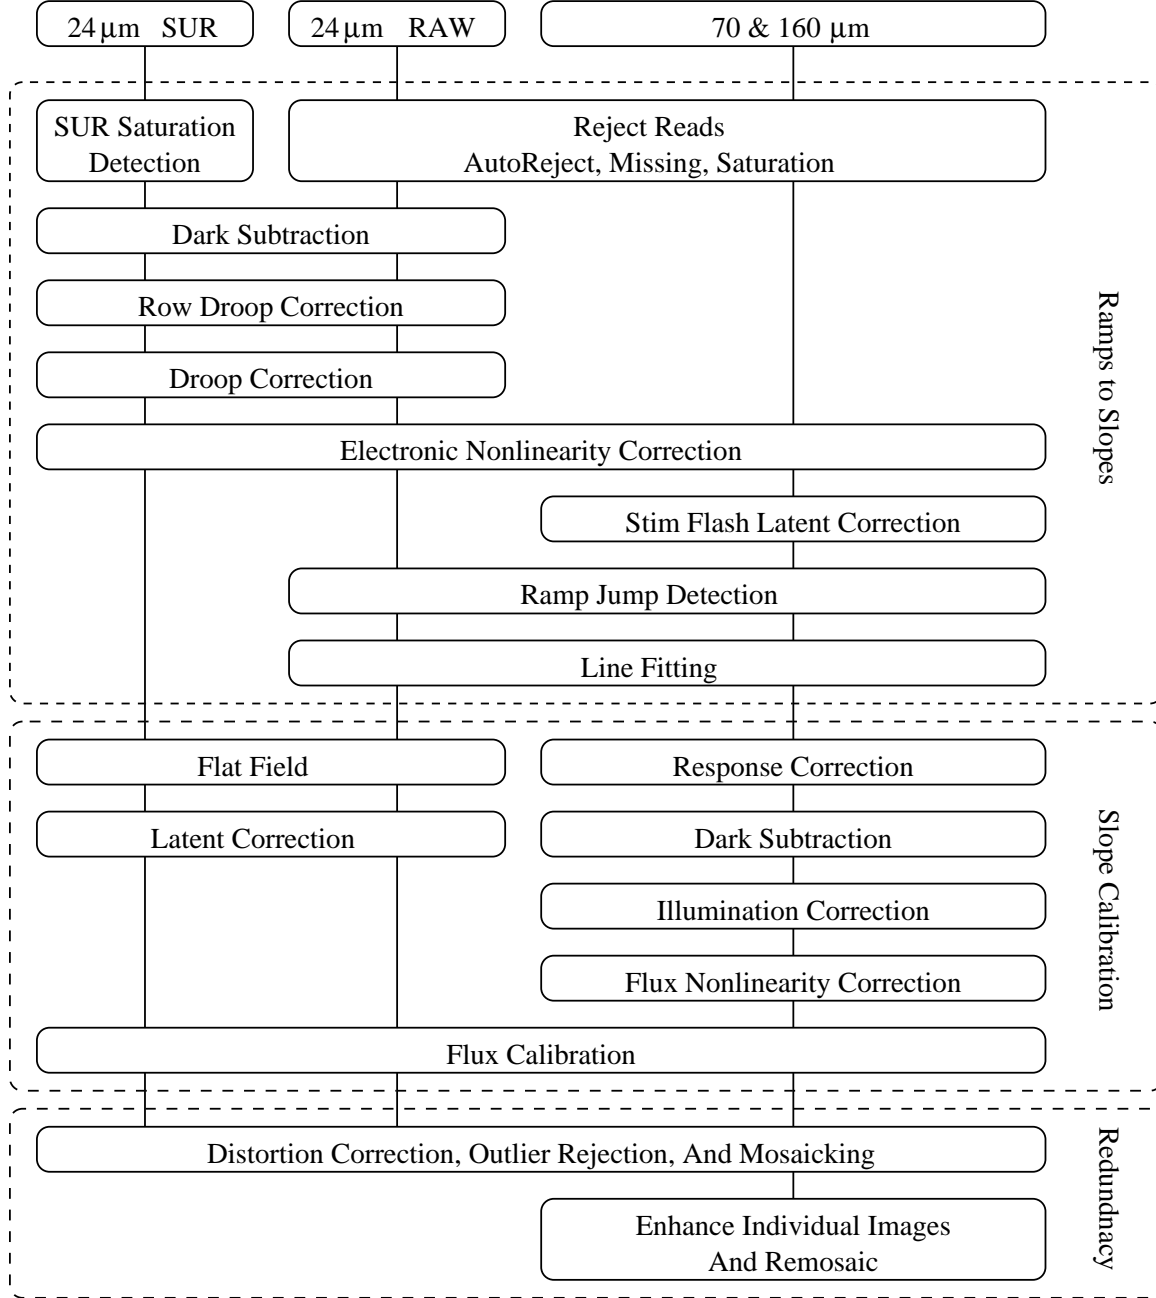 24 µm SUR
24 µm RAW
70 & 160 µm
SUR Saturation
Detection
Reject Reads
AutoReject, Missing, Saturation
Dark Subtraction
Row Droop Correction
Droop Correction
Electronic Nonlinearity Correction
Stim Flash Latent Correction
Ramp Jump Detection
Line Fitting
Ramps to Slopes
Flat Field
Response Correction
Latent Correction
Dark Subtraction
Illumination Correction
Flux Nonlinearity Correction
Flux Calibration
Slope Calibration
Distortion Correction, Outlier Rejection, And Mosaicking
Enhance Individual Images
And Remosaic
Redundnacy